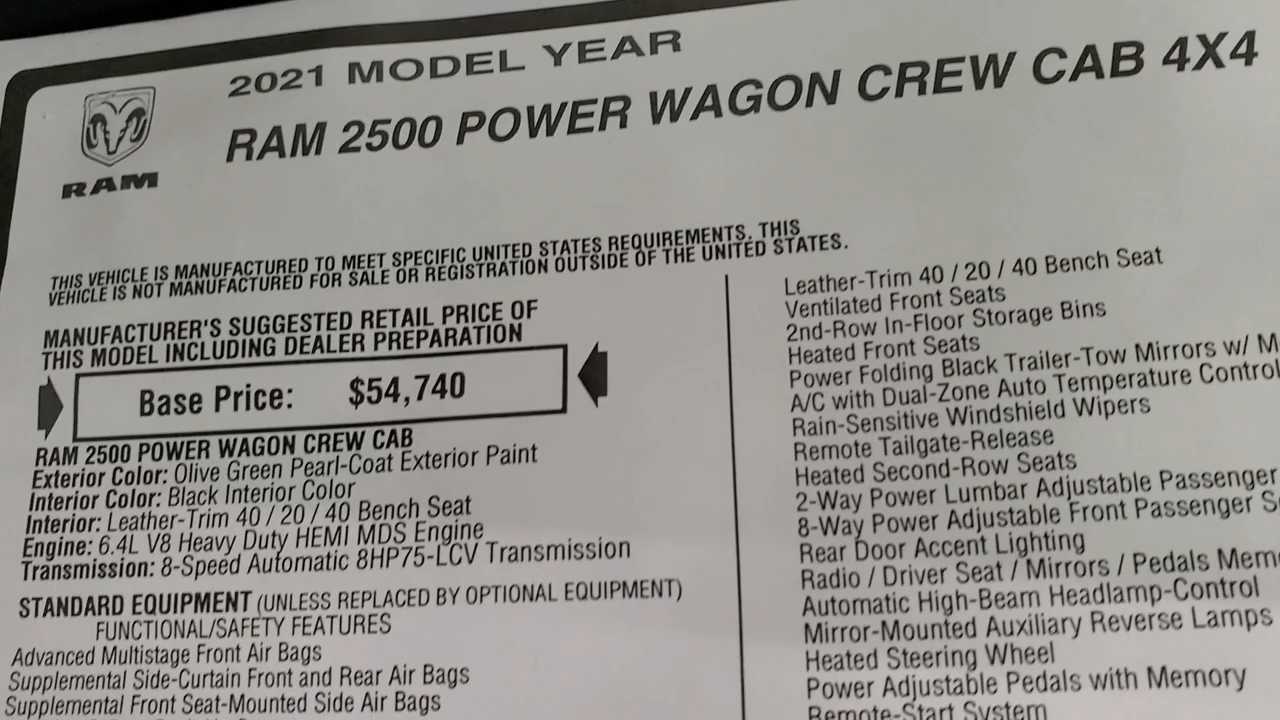 2021 MODEL YEAR
RAM 2500 POWER WAGON CREW CAB 4X4
RAM
THIS VEHICLE IS MANUFACTURED TO MEET SPECIFIC UNITED STATES REQUIREMENTS. THIS
VEHICLE IS NOT MANUFACTURED FOR SALE OR REGISTRATION OUTSIDE OF THE UNITED STATES.
MANUFACTURER'S SUGGESTED RETAIL PRICE OF
THIS MODEL INCLUDING DEALER PREPARATION
Base Price: $54,740
RAM 2500 POWER WAGON CREW CAB
Exterior Color: Olive Green Pearl-Coat Exterior Paint
Interior Color: Black Interior Color
Interior: Leather-Trim 40 / 20 / 40 Bench Seat
Engine: 6.4L V8 Heavy Duty HEMI MDS Engine
Transmission: 8-Speed Automatic 8HP75-LCV Transmission
STANDARD EQUIPMENT (UNLESS REPLACED BY OPTIONAL EQUIPMENT)
FUNCTIONAL/SAFETY FEATURES
Advanced Multistage Front Air Bags
Supplemental Side-Curtain Front and Rear Air Bags
Supplemental Front Seat-Mounted Side Air Bags
Leather-Trim 40 / 20 / 40 Bench Seat
Ventilated Front Seats
2nd-Row In-Floor Storage Bins
Heated Front Seats
Power Folding Black Trailer-Tow Mirrors w/ M
A/C with Dual-Zone Auto Temperature Control
Rain-Sensitive Windshield Wipers
Remote Tailgate-Release
Heated Second-Row Seats
2-Way Power Lumbar Adjustable Passenger
8-Way Power Adjustable Front Passenger S
Rear Door Accent Lighting
Radio / Driver Seat / Mirrors / Pedals Mem
Automatic High-Beam Headlamp-Control
Mirror-Mounted Auxiliary Reverse Lamps
Heated Steering Wheel
Power Adjustable Pedals with Memory
Remote-Start System